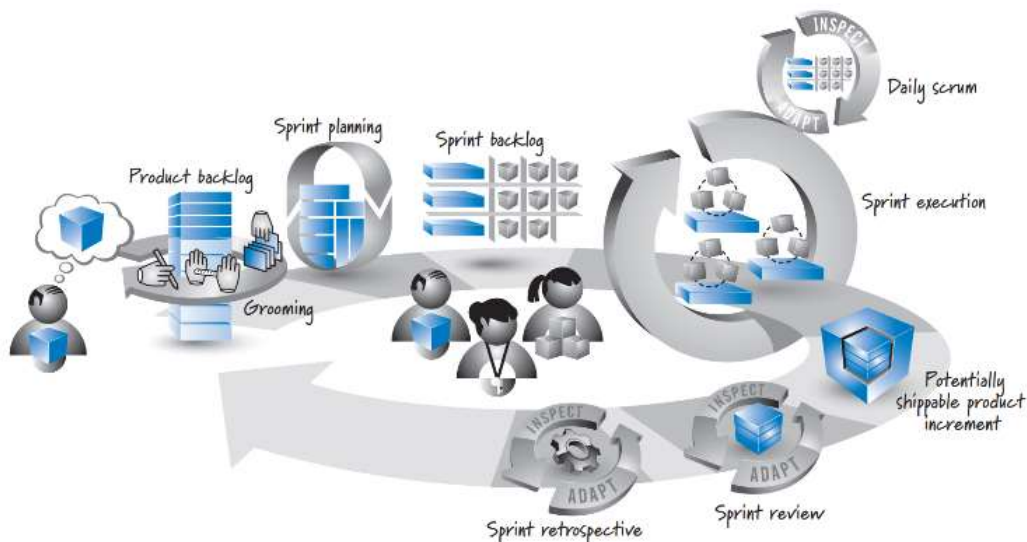 INSPECT
ADAPT
Daily scrum
Sprint planning
Sprint backlog
Product backlog
Sprint execution
Grooming
Potentially
shippable product
increment
INSPECT
ADAPT
Sprint review
INSPECT
ADAPT
Sprint retrospective